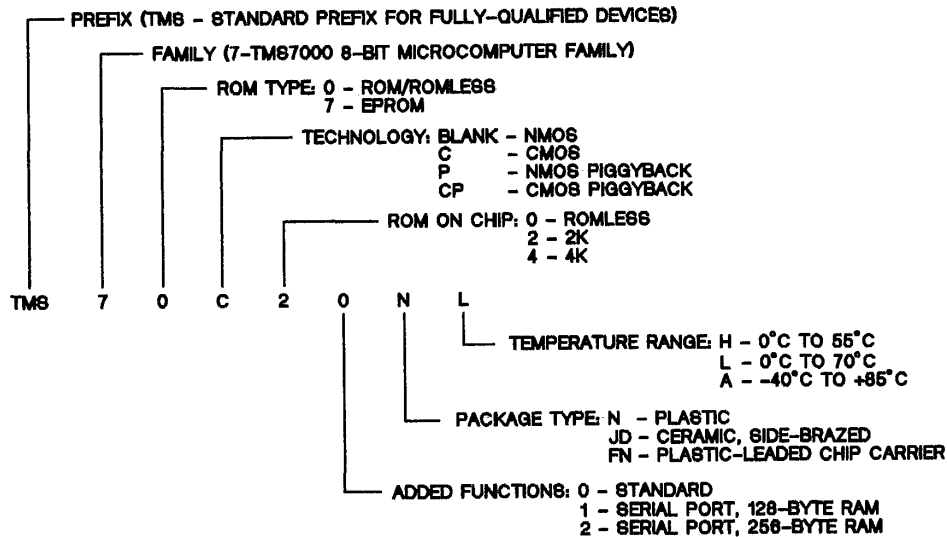 PREFIX (TMS – STANDARD PREFIX FOR FULLY–QUALIFIED DEVICES)
FAMILY (7–TMS7000 8–BIT MICROCOMPUTER FAMILY)
ROM TYPE: 0 – ROM/ROMLESS
7 – EPROM
TECHNOLOGY: BLANK – NMOS
C – CMOS
P – NMOS PIGGYBACK
CP – CMOS PIGGYBACK
ROM ON CHIP: 0 – ROMLESS
2 – 2K
4 – 4K
TMS 7 0 C 2 0 N L
TEMPERATURE RANGE: H – 0°C TO 55°C
L – 0°C TO 70°C
A – –40°C TO +85°C
PACKAGE TYPE: N – PLASTIC
JD – CERAMIC, SIDE–BRAZED
FN – PLASTIC–LEADED CHIP CARRIER
ADDED FUNCTIONS: 0 – STANDARD
1 – SERIAL PORT, 128–BYTE RAM
2 – SERIAL PORT, 256–BYTE RAM